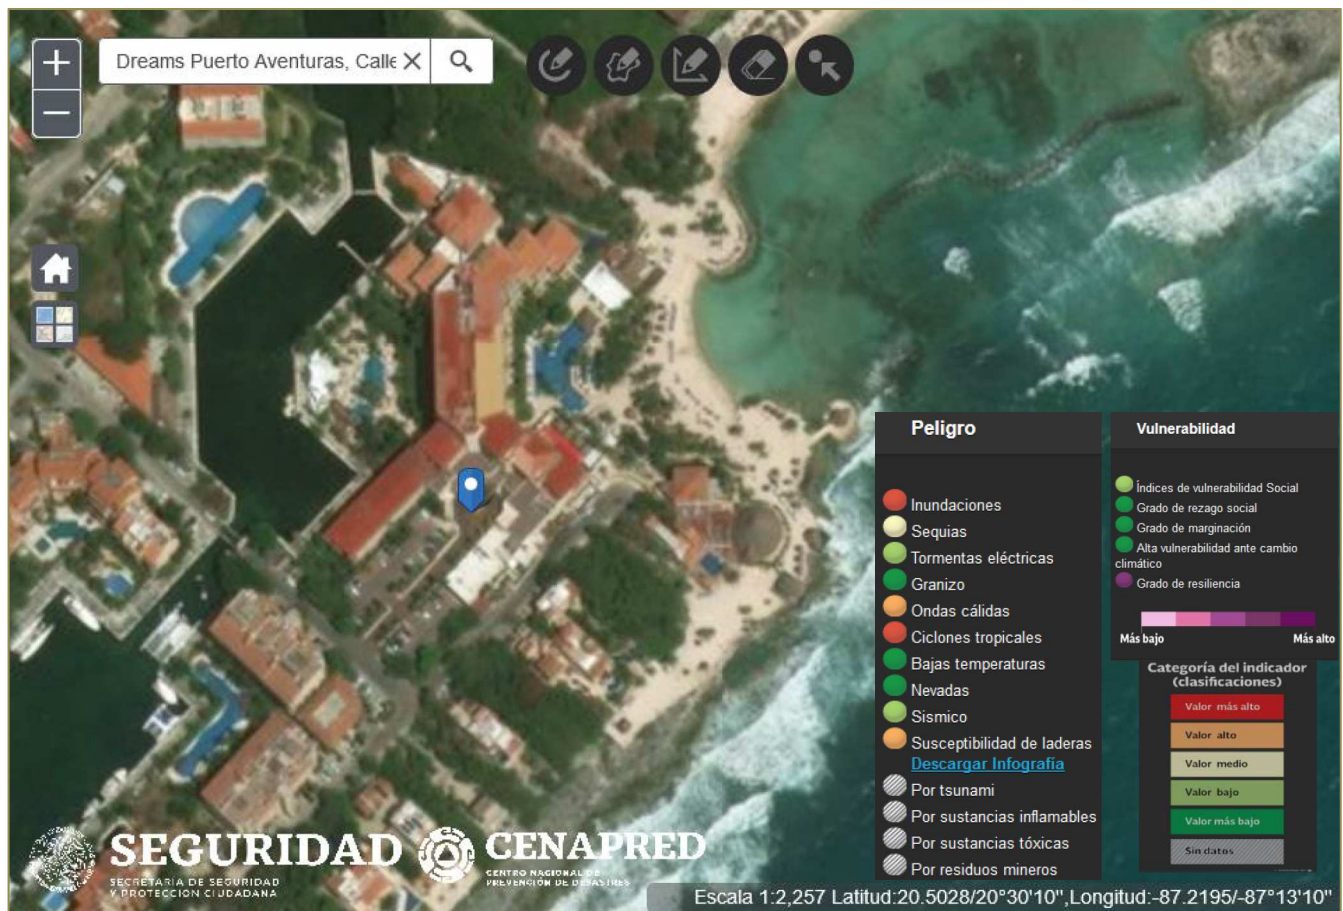 +
Dreams Puerto Aventuras, Calle
−
Peligro
Inundaciones
Sequias
Tormentas eléctricas
Granizo
Ondas cálidas
Ciclones tropicales
Bajas temperaturas
Nevadas
Sismico
Susceptibilidad de laderas
Descargar Infografía
Por tsunami
Por sustancias inflamables
Por sustancias tóxicas
Por residuos mineros
Vulnerabilidad
Índices de vulnerabilidad Social
Grado de rezago social
Grado de marginación
Alta vulnerabilidad ante cambio
climático
Grado de resiliencia
Más bajo Más alto
Categoría del indicador
(clasificaciones)
Valor más alto
Valor alto
Valor medio
Valor bajo
Valor más bajo
Sin datos
SEGURIDAD
SECRETARÍA DE SEGURIDAD
Y PROTECCIÓN CIUDADANA
CENAPRED
CENTRO NACIONAL DE
PREVENCIÓN DE DESASTRES
Escala 1:2,257 Latitud:20.5028/20°30'10",Longitud:-87.2195/-87°13'10"